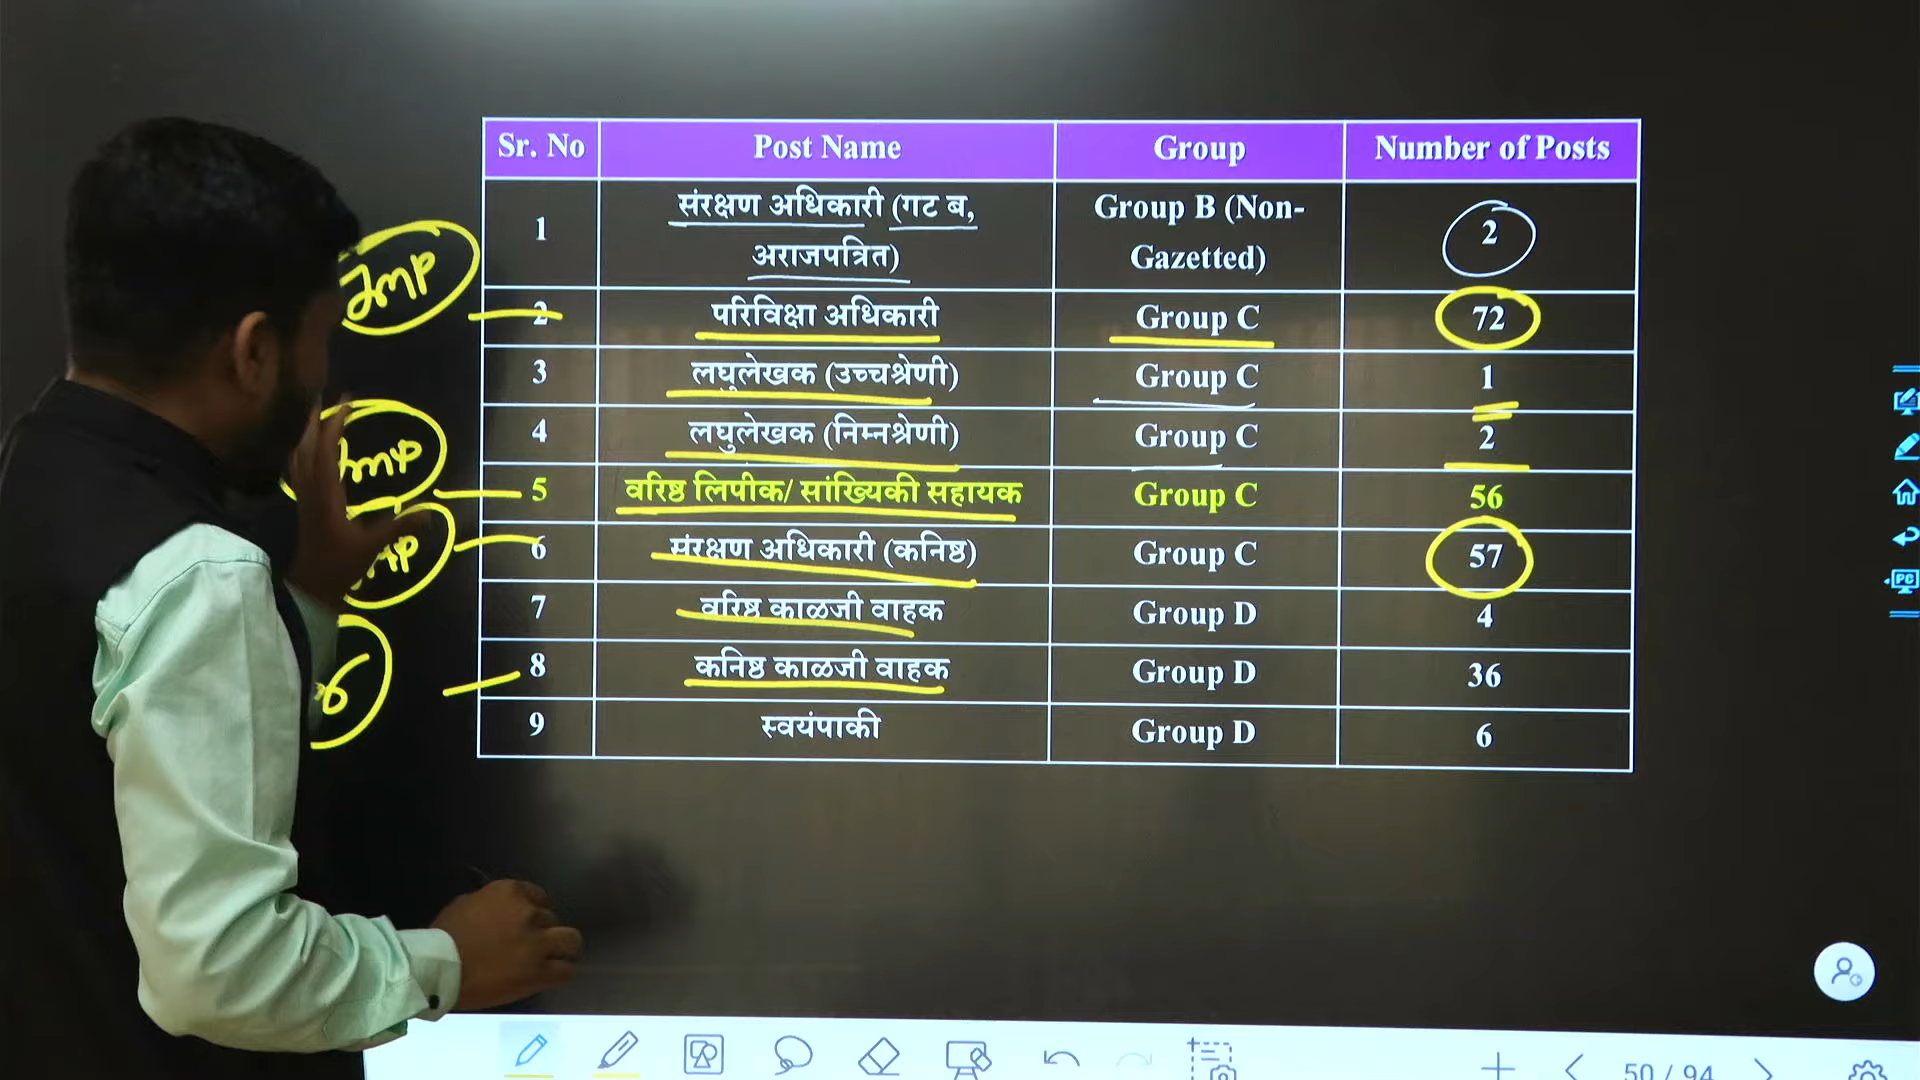 Sr. No Post Name Group Number of Posts
1 संरक्षण अधिकारी (गट ब, अराजपत्रित) Group B (Non-Gazetted) 2
2 परिविक्षा अधिकारी Group C 72
3 लघुलेखक (उच्चश्रेणी) Group C 1
4 लघुलेखक (निम्नश्रेणी) Group C 2
5 वरिष्ठ लिपीक/ सांख्यिकी सहायक Group C 56
6 संरक्षण अधिकारी (कनिष्ठ) Group C 57
7 वरिष्ठ काळजी वाहक Group D 4
8 कनिष्ठ काळजी वाहक Group D 36
9 स्वयंपाकी Group D 6
Imp
Imp
PC
50 / 94